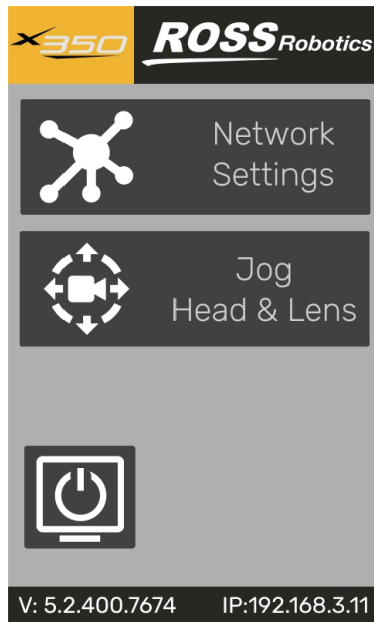 x350 ROSS Robotics
Network
Settings
Jog
Head & Lens
V: 5.2.400.7674 IP:192.168.3.11